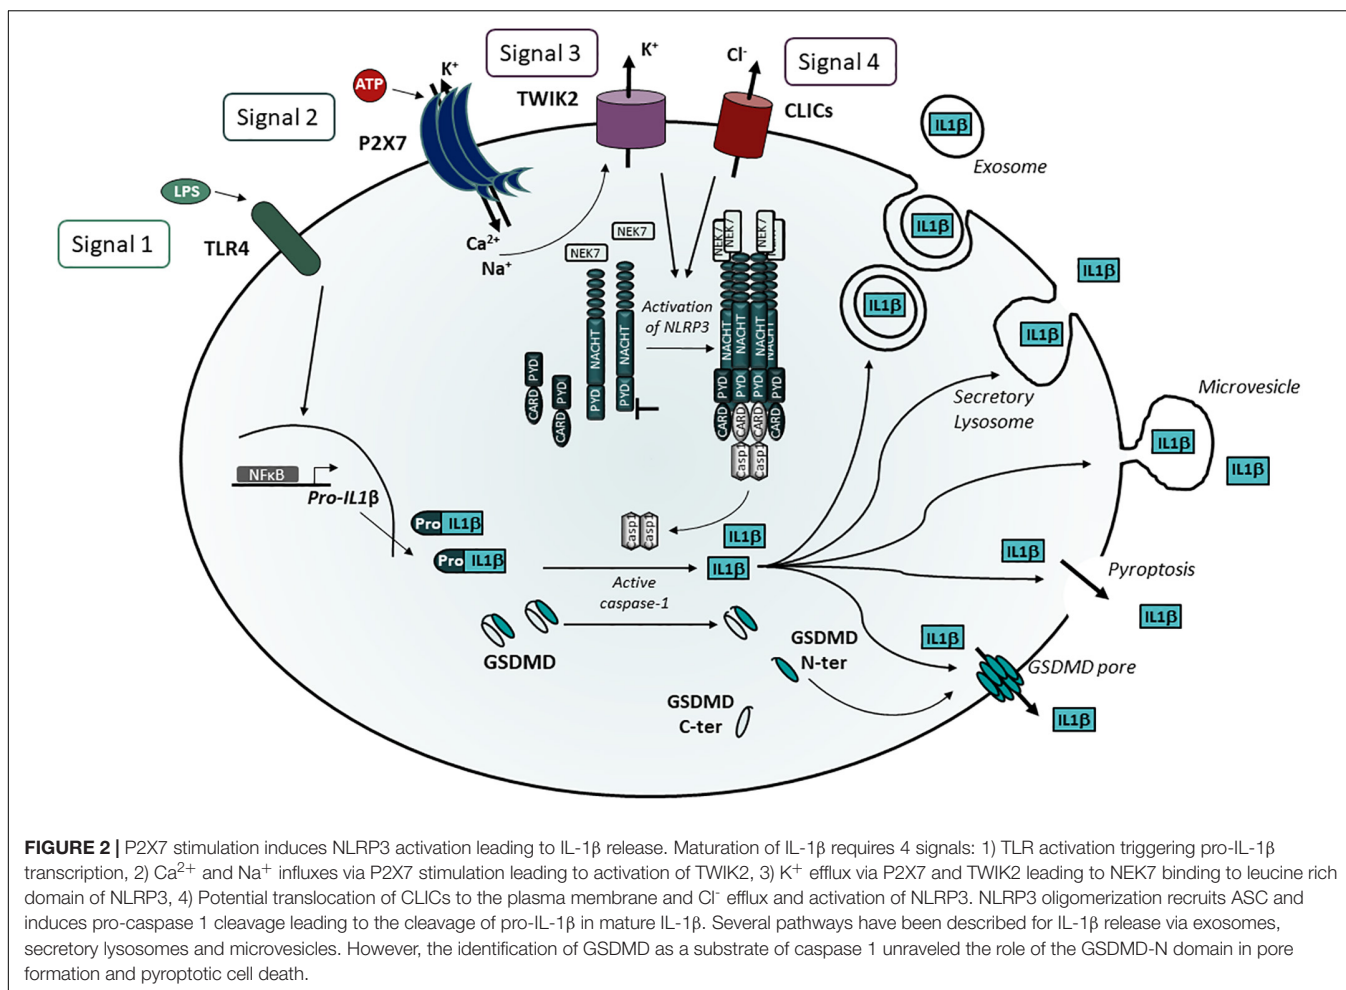 Signal 3
K⁺
Cl⁻
Signal 4
ATP
K⁺
TWIK2
CLICs
Signal 2
P2X7
IL1β
Exosome
LPS
Signal 1
TLR4
Ca²⁺
Na⁺
NEK7
NEK7
NEK7
NEK7
NEK7
IL1β
IL1β
IL1β
Activation
of NLRP3
NACHT
NACHT
NACHT
NACHT
NACHT
NACHT
IL1β
PYD
PYD
PYD
PYD
PYD
PYD
PYD
PYD
CARD
CARD
CARD
CARD
CARD
CARD
Secretory
Lysosome
Microvesicle
IL1β
IL1β
Casp1
Casp1
NFκB
Pro-IL1β
Pro IL1β
Casp1
Casp1
IL1β
Pro IL1β
IL1β
IL1β
Pyroptosis
Active
caspase-1
IL1β
GSDMD
GSDMD
N-ter
IL1β
GSDMD pore
GSDMD
C-ter
IL1β
FIGURE 2 | P2X7 stimulation induces NLRP3 activation leading to IL-1β release. Maturation of IL-1β requires 4 signals: 1) TLR activation triggering pro-IL-1β
transcription, 2) Ca²⁺ and Na⁺ influxes via P2X7 stimulation leading to activation of TWIK2, 3) K⁺ efflux via P2X7 and TWIK2 leading to NEK7 binding to leucine rich
domain of NLRP3, 4) Potential translocation of CLICs to the plasma membrane and Cl⁻ efflux and activation of NLRP3. NLRP3 oligomerization recruits ASC and
induces pro-caspase 1 cleavage leading to the cleavage of pro-IL-1β in mature IL-1β. Several pathways have been described for IL-1β release via exosomes,
secretory lysosomes and microvesicles. However, the identification of GSDMD as a substrate of caspase 1 unraveled the role of the GSDMD-N domain in pore
formation and pyroptotic cell death.